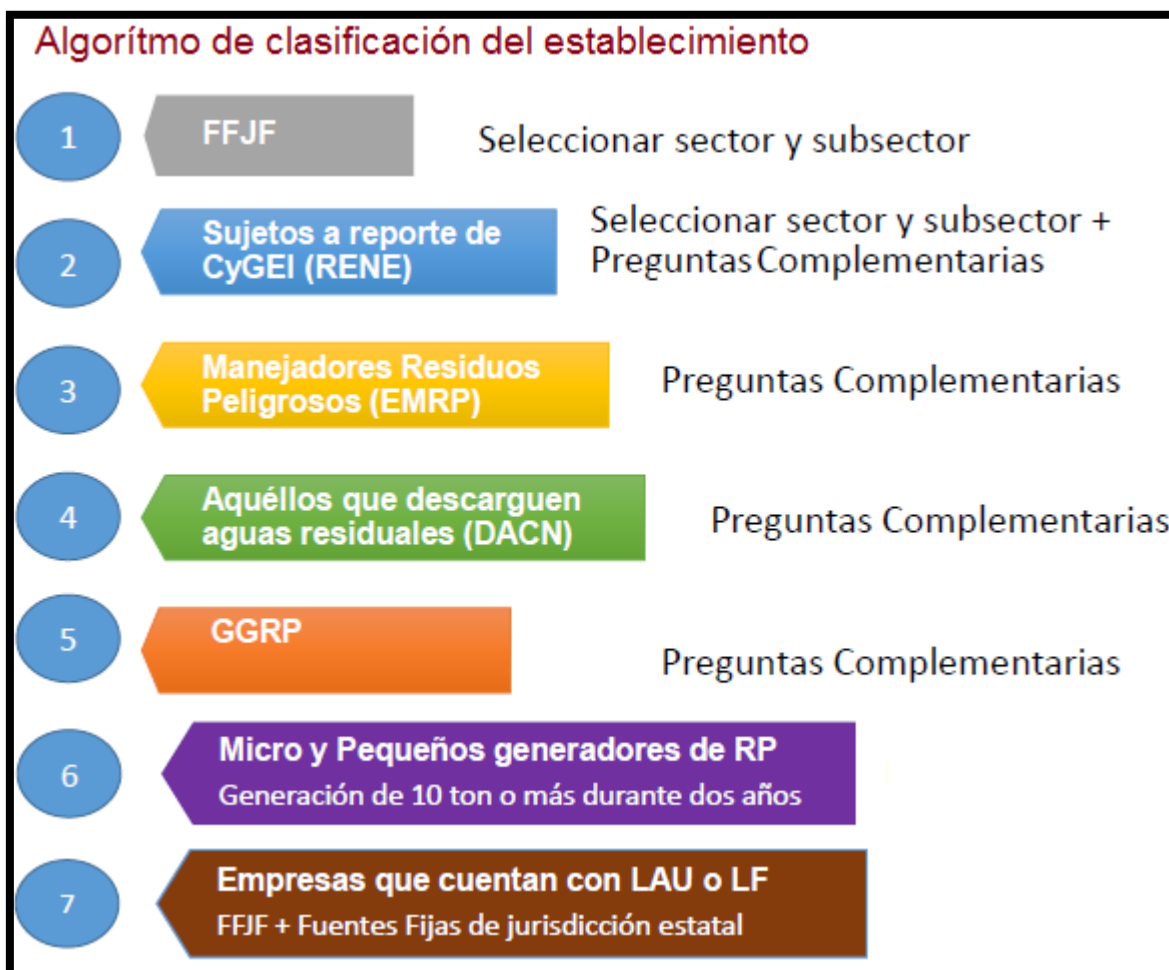 Algorítmo de clasificación del establecimiento
1
FFJF
Seleccionar sector y subsector
2
Sujetos a reporte de
CyGEI (RENE)
Seleccionar sector y subsector +
Preguntas Complementarias
3
Manejadores Residuos
Peligrosos (EMRP)
Preguntas Complementarias
4
Aquéllos que descarguen
aguas residuales (DACN)
Preguntas Complementarias
5
GGRP
Preguntas Complementarias
6
Micro y Pequeños generadores de RP
Generación de 10 ton o más durante dos años
7
Empresas que cuentan con LAU o LF
FFJF + Fuentes Fijas de jurisdicción estatal